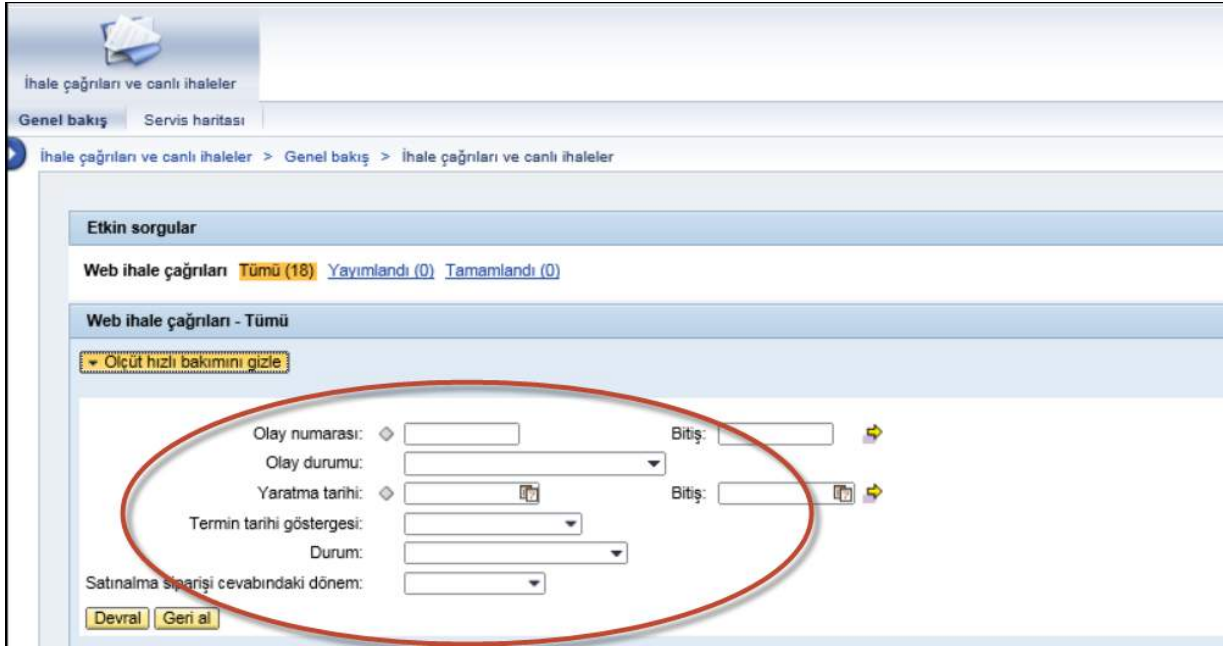 İhale çağrıları ve canlı ihaleler
Genel bakış Servis haritası
İhale çağrıları ve canlı ihaleler > Genel bakış > İhale çağrıları ve canlı ihaleler
Etkin sorgular
Web ihale çağrıları Tümü (18) Yayımlandı (0) Tamamlandı (0)
Web ihale çağrıları - Tümü
Ölçüt hızlı bakımını gizle
Olay numarası: Bitiş:
Olay durumu:
Yaratma tarihi: Bitiş:
Termin tarihi göstergesi:
Durum:
Satınalma siparişi cevabındaki dönem:
Devral Geri al